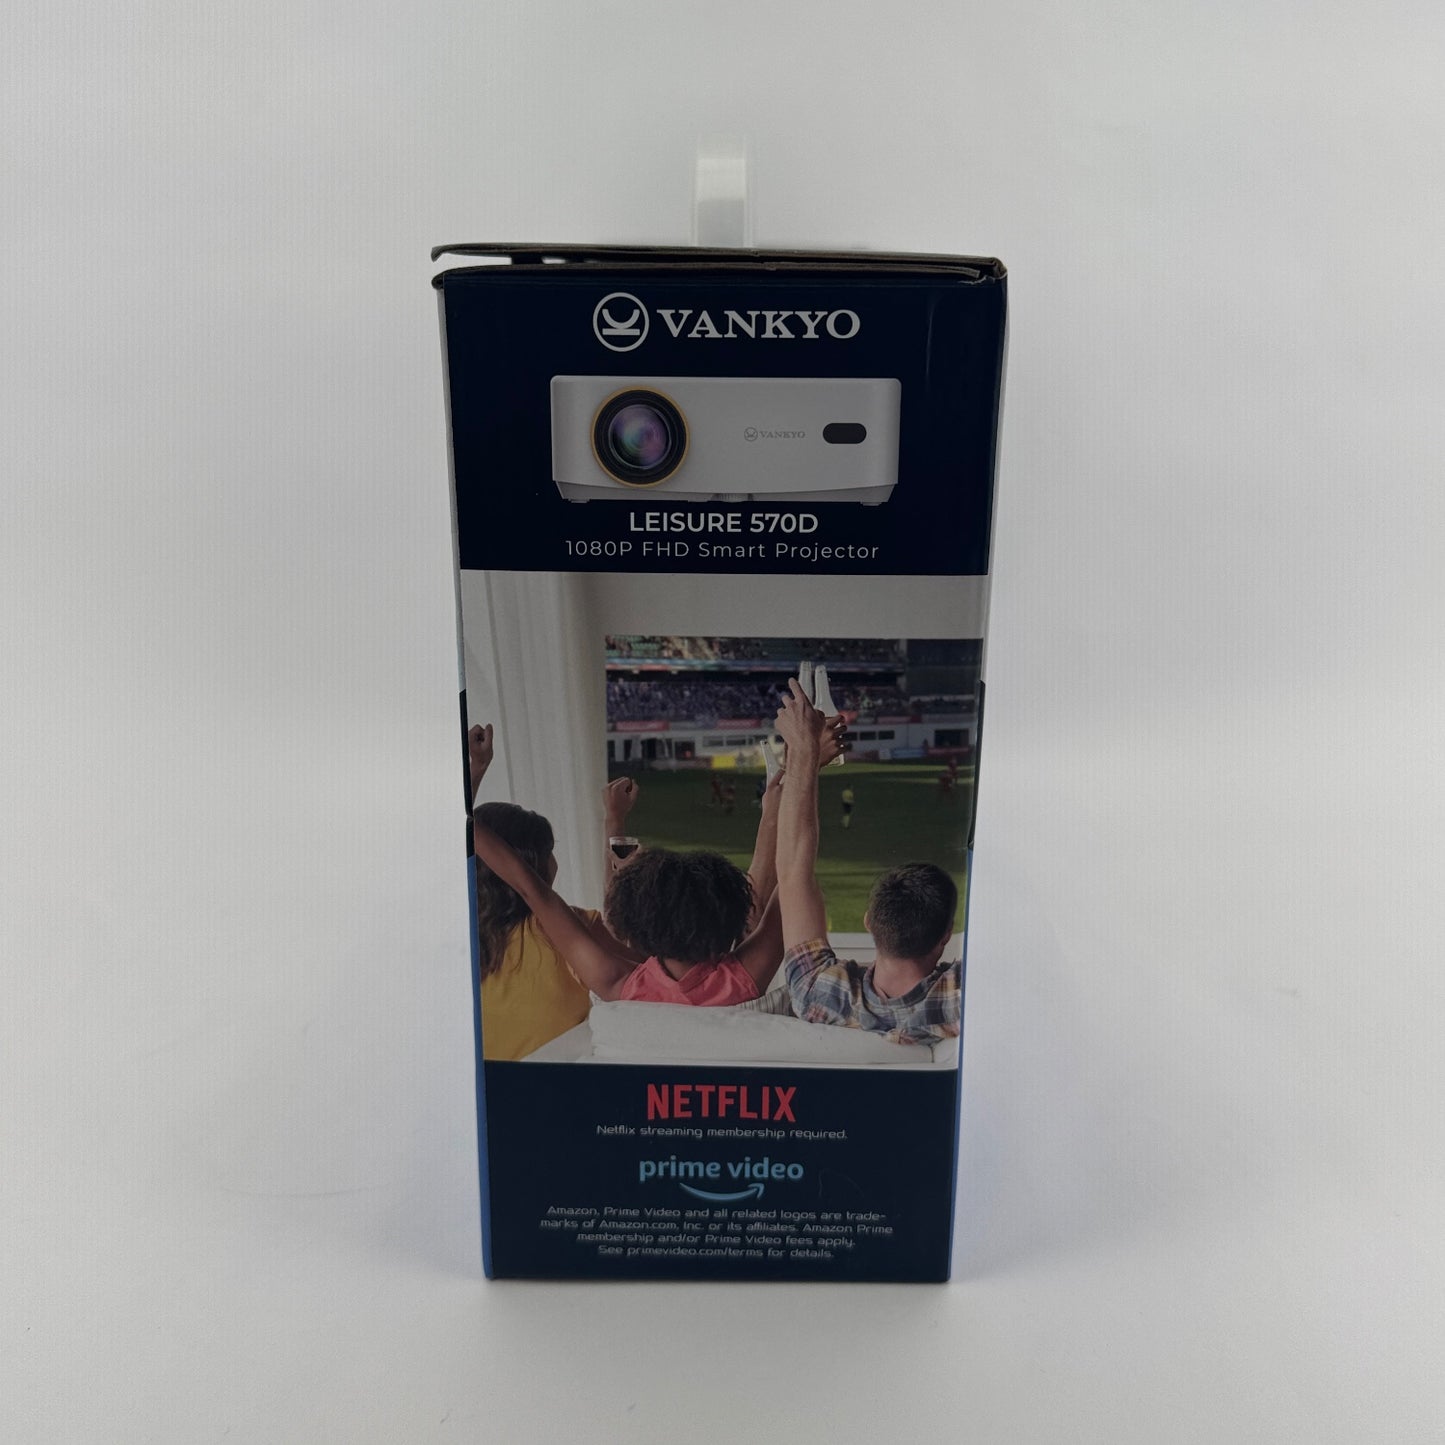 VANKYO
VANKYO
LEISURE 570D
1080P FHD Smart Projector
NETFLIX
Netflix streaming membership required.
prime video
Amazon, Prime Video and all related logos are trade-
marks of Amazon.com, Inc. or its affiliates. Amazon Prime
membership and/or Prime Video fees apply.
See primevideo.com/terms for details.